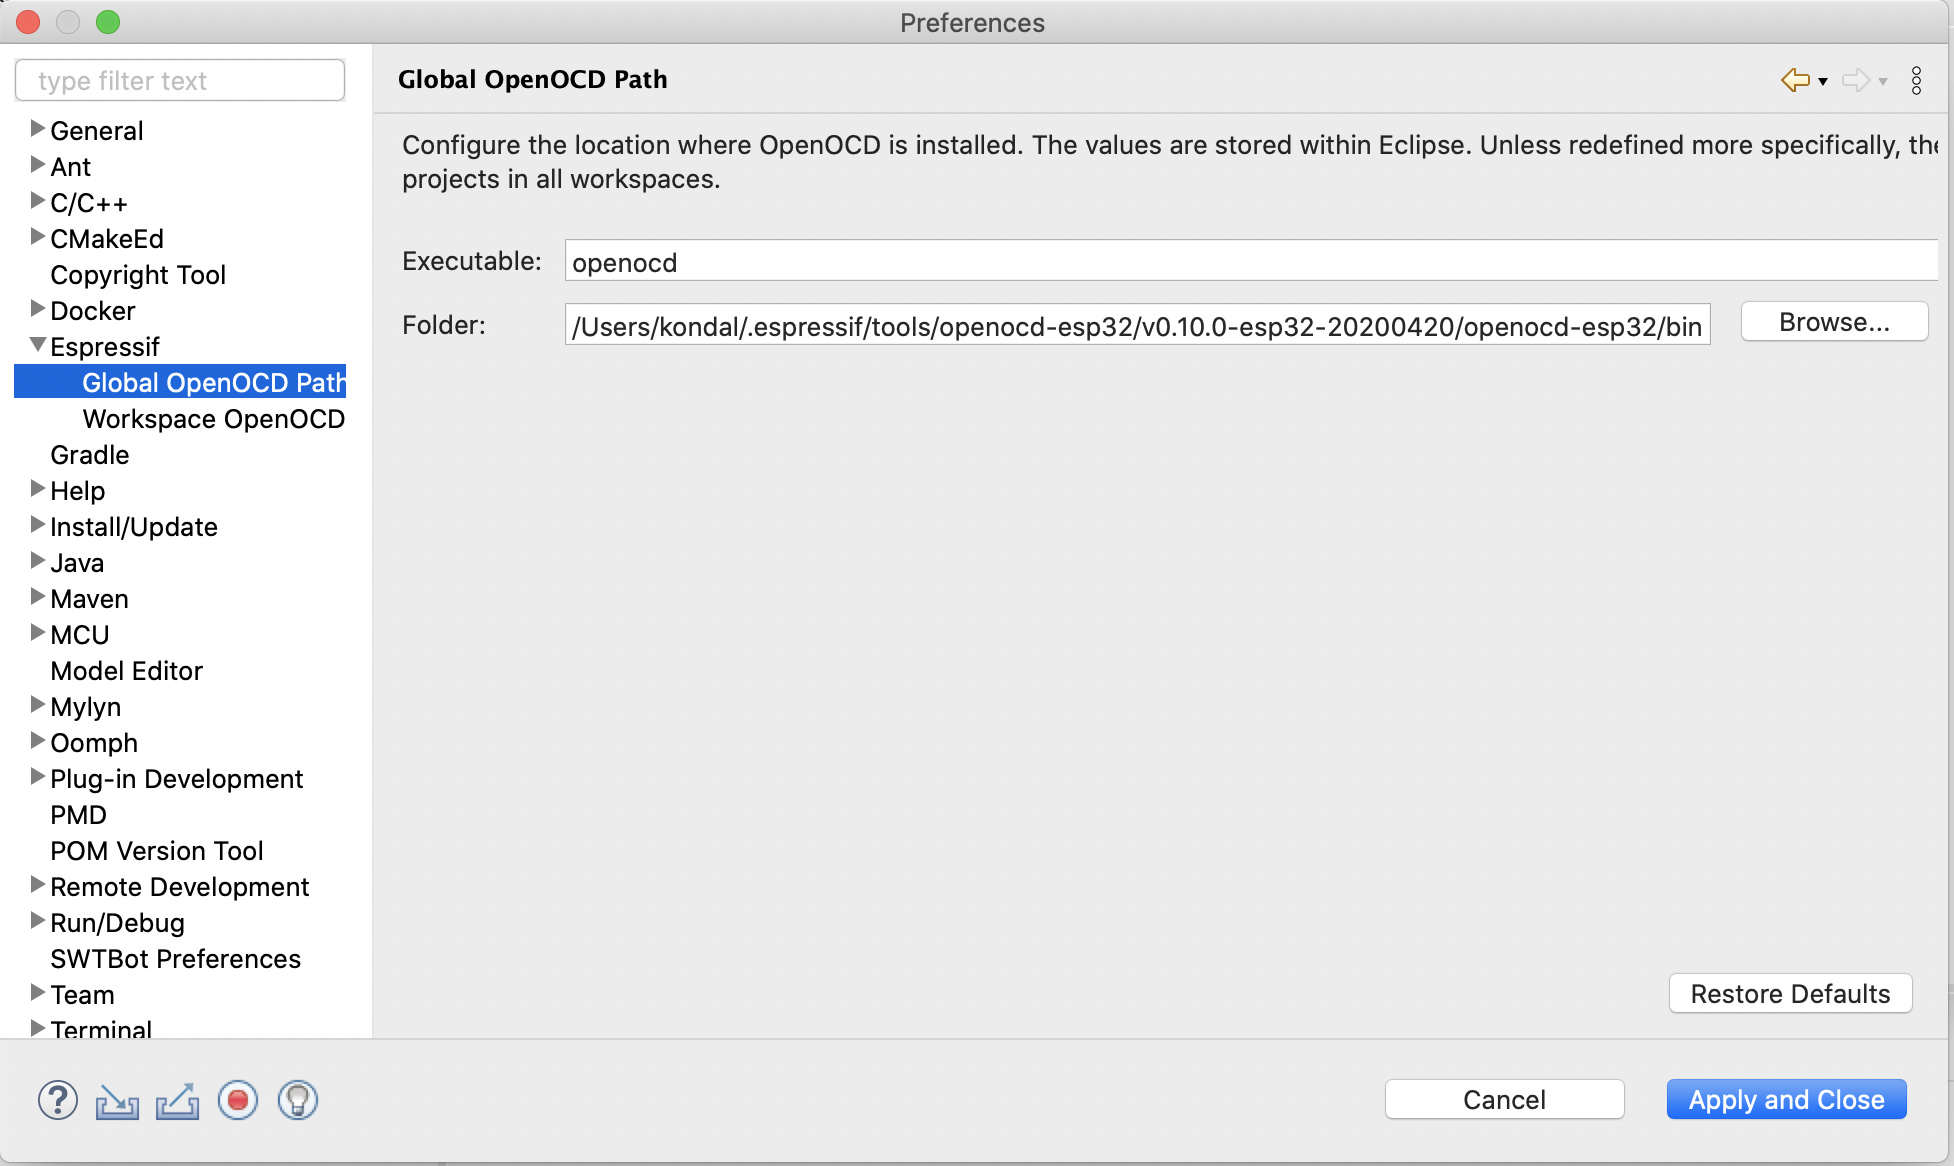 Preferences
type filter text
General
Ant
C/C++
CMakeEd
Copyright Tool
Docker
Espressif
Global OpenOCD Path
Workspace OpenOCD
Gradle
Help
Install/Update
Java
Maven
MCU
Model Editor
Mylyn
Oomph
Plug-in Development
PMD
POM Version Tool
Remote Development
Run/Debug
SWTBot Preferences
Team
Terminal
Global OpenOCD Path
Configure the location where OpenOCD is installed. The values are stored within Eclipse. Unless redefined more specifically,
projects in all workspaces.
Executable: openocd
Folder: /Users/kondal/.espressif/tools/openocd-esp32/v0.10.0-esp32-20200420/openocd-esp32/bin Browse...
Restore Defaults
? Cancel Apply and Close